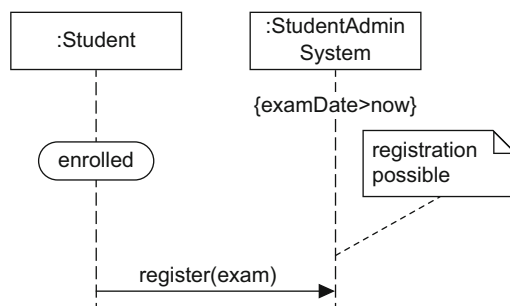 :Student
:StudentAdmin
System
{examDate>now}
enrolled
registration
possible
register(exam)